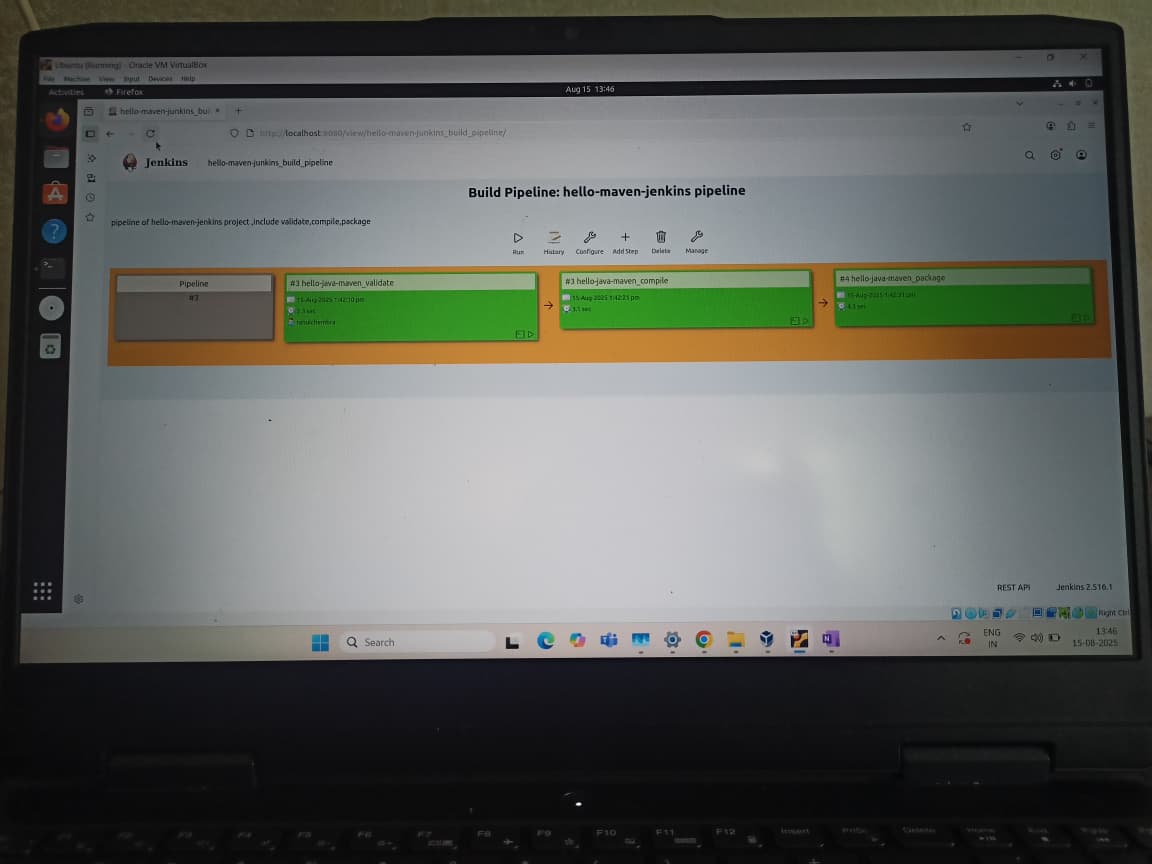 Ubuntu (Running) - Oracle VM VirtualBox
File Machine View Input Devices Help
Activities Firefox Aug 15 13:46
hello-maven-junkins_bui
http://localhost:8080/view/hello-maven-junkins_build_pipeline/
Jenkins hello-maven-junkins_build_pipeline
Build Pipeline: hello-maven-jenkins pipeline
pipeline of hello-maven-jenkins project ,include validate,compile,package
Run History Configure Add Step Delete Manage
Pipeline
#3
#3 hello-java-maven_validate
15-Aug-2025 1:42:10 pm
rahulchembra
#3 hello-java-maven_compile
15-Aug-2025 1:42:21 pm
3.1 sec
#4 hello-java-maven_package
15-Aug-2025 1:42:31 pm
4.3 sec
REST API Jenkins 2.516.1
Right Ctrl
Search
ENG
IN
13:46
15-08-2025
F6 F7 F8 F9 F10 F11 F12 Insert PrtSc Delete Home